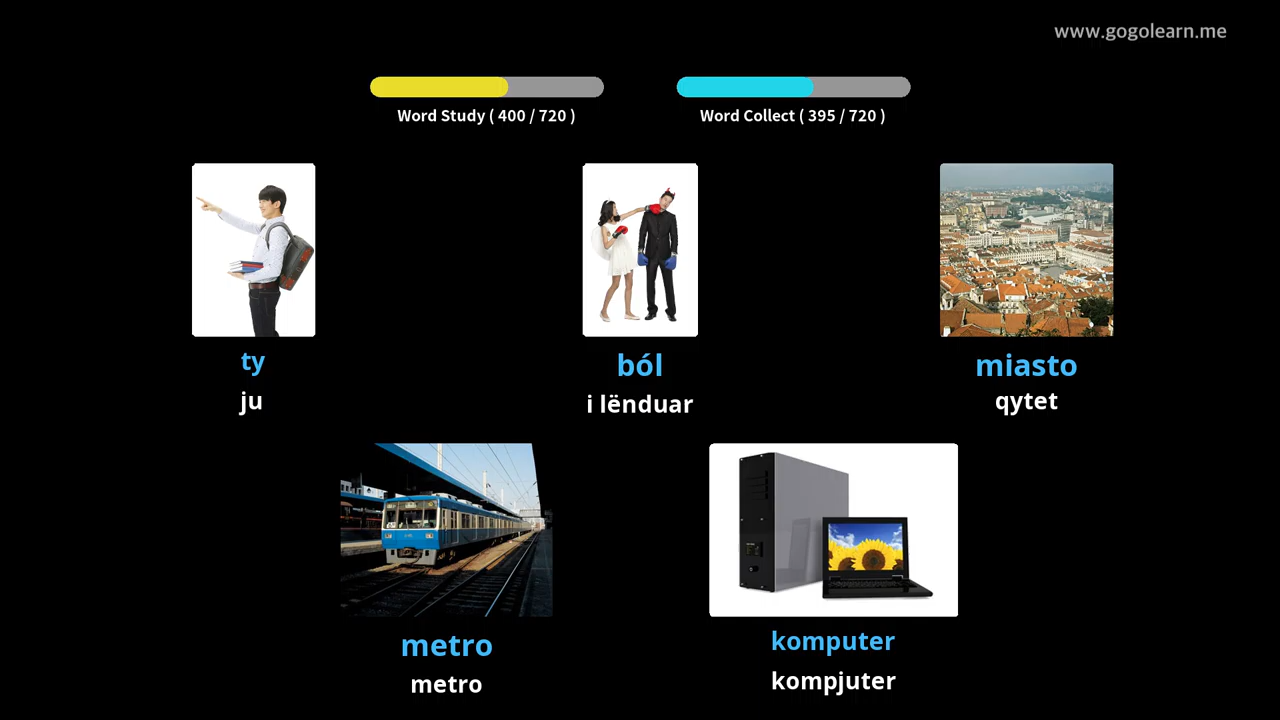 www.gogolearn.me
Word Study ( 400 / 720 )
Word Collect ( 395 / 720 )
ty
ju
ból
i lënduar
miasto
qytet
metro
metro
komputer
kompjuter